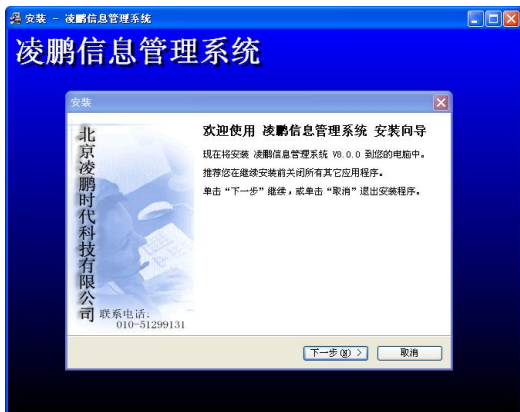 安装 - 凌鹏信息管理系统
凌鹏信息管理系统
安装
北京凌鹏时代科技有限公司
联系电话:
010-51299131
欢迎使用 凌鹏信息管理系统 安装向导
现在将安装 凌鹏信息管理系统 V8.0.0 到您的电脑中。
推荐您在继续安装前关闭所有其它应用程序。
单击“下一步”继续，或单击“取消”退出安装程序。
下一步(N) >
取消